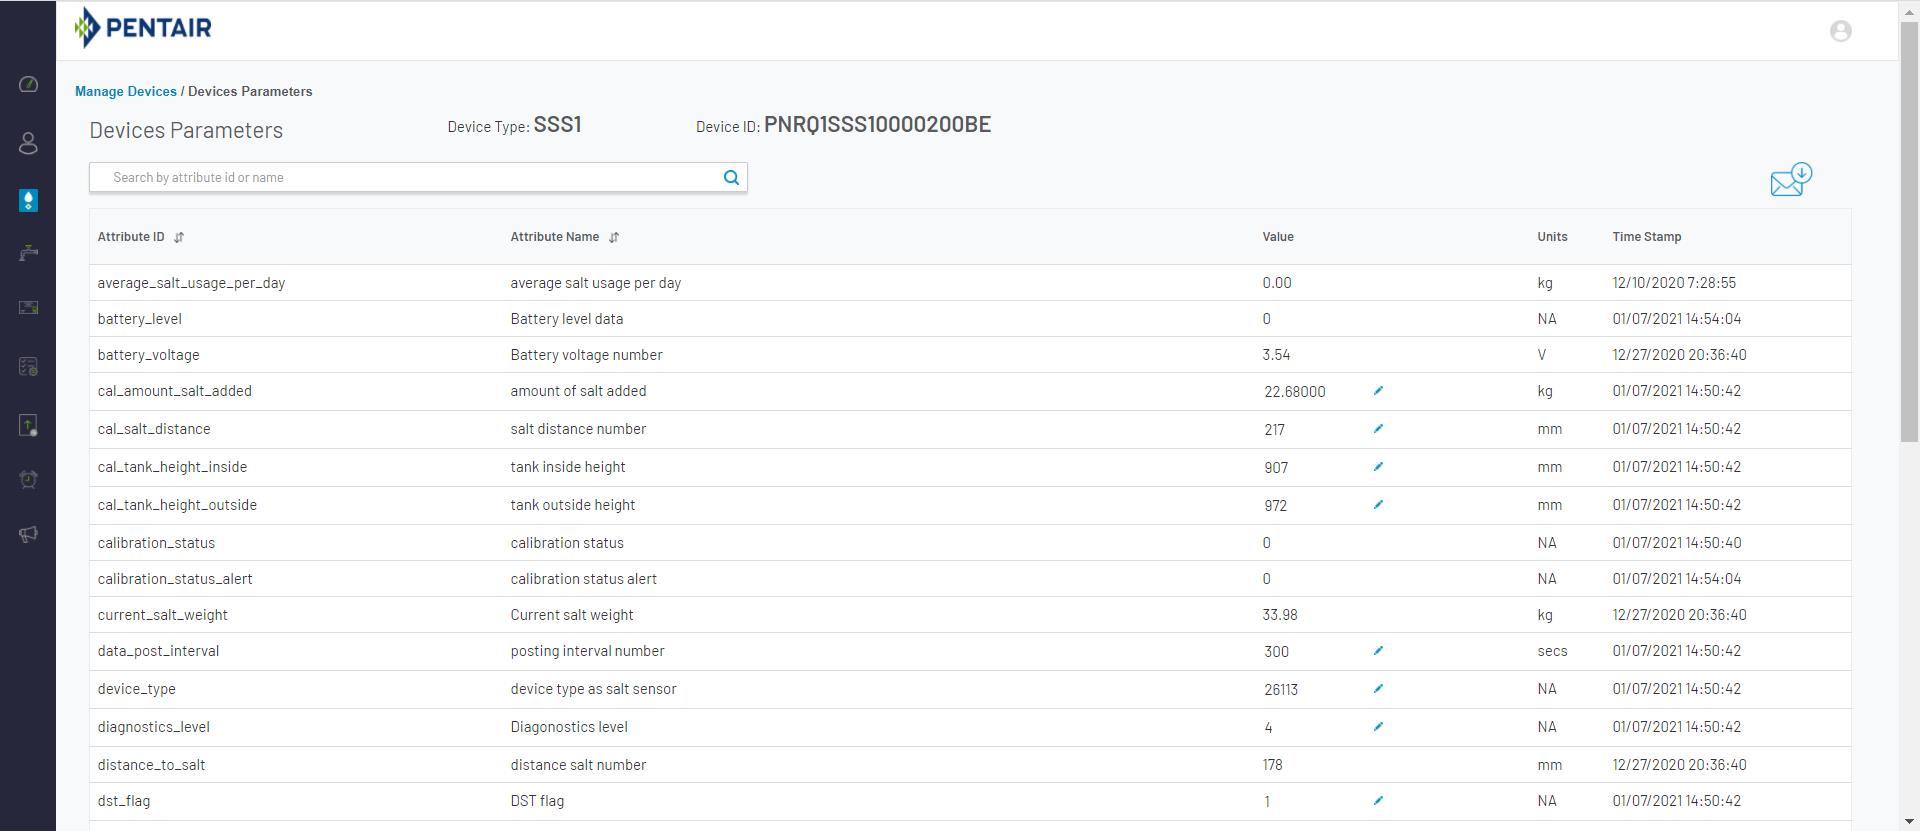 PENTAIR
Manage Devices / Devices Parameters
Devices Parameters Device Type: SSS1 Device ID: PNRQ1SSS10000200BE
Search by attribute id or name
Attribute ID Attribute Name Value Units Time Stamp
average_salt_usage_per_day average salt usage per day 0.00 kg 12/10/2020 7:28:55
battery_level Battery level data 0 NA 01/07/2021 14:54:04
battery_voltage Battery voltage number 3.54 V 12/27/2020 20:36:40
cal_amount_salt_added amount of salt added 22.68000 kg 01/07/2021 14:50:42
cal_salt_distance salt distance number 217 mm 01/07/2021 14:50:42
cal_tank_height_inside tank inside height 907 mm 01/07/2021 14:50:42
cal_tank_height_outside tank outside height 972 mm 01/07/2021 14:50:42
calibration_status calibration status 0 NA 01/07/2021 14:50:40
calibration_status_alert calibration status alert 0 NA 01/07/2021 14:54:04
current_salt_weight Current salt weight 33.98 kg 12/27/2020 20:36:40
data_post_interval posting interval number 300 secs 01/07/2021 14:50:42
device_type device type as salt sensor 26113 NA 01/07/2021 14:50:42
diagnostics_level Diagonostics level 4 NA 01/07/2021 14:50:42
distance_to_salt distance salt number 178 mm 12/27/2020 20:36:40
dst_flag DST flag 1 NA 01/07/2021 14:50:42